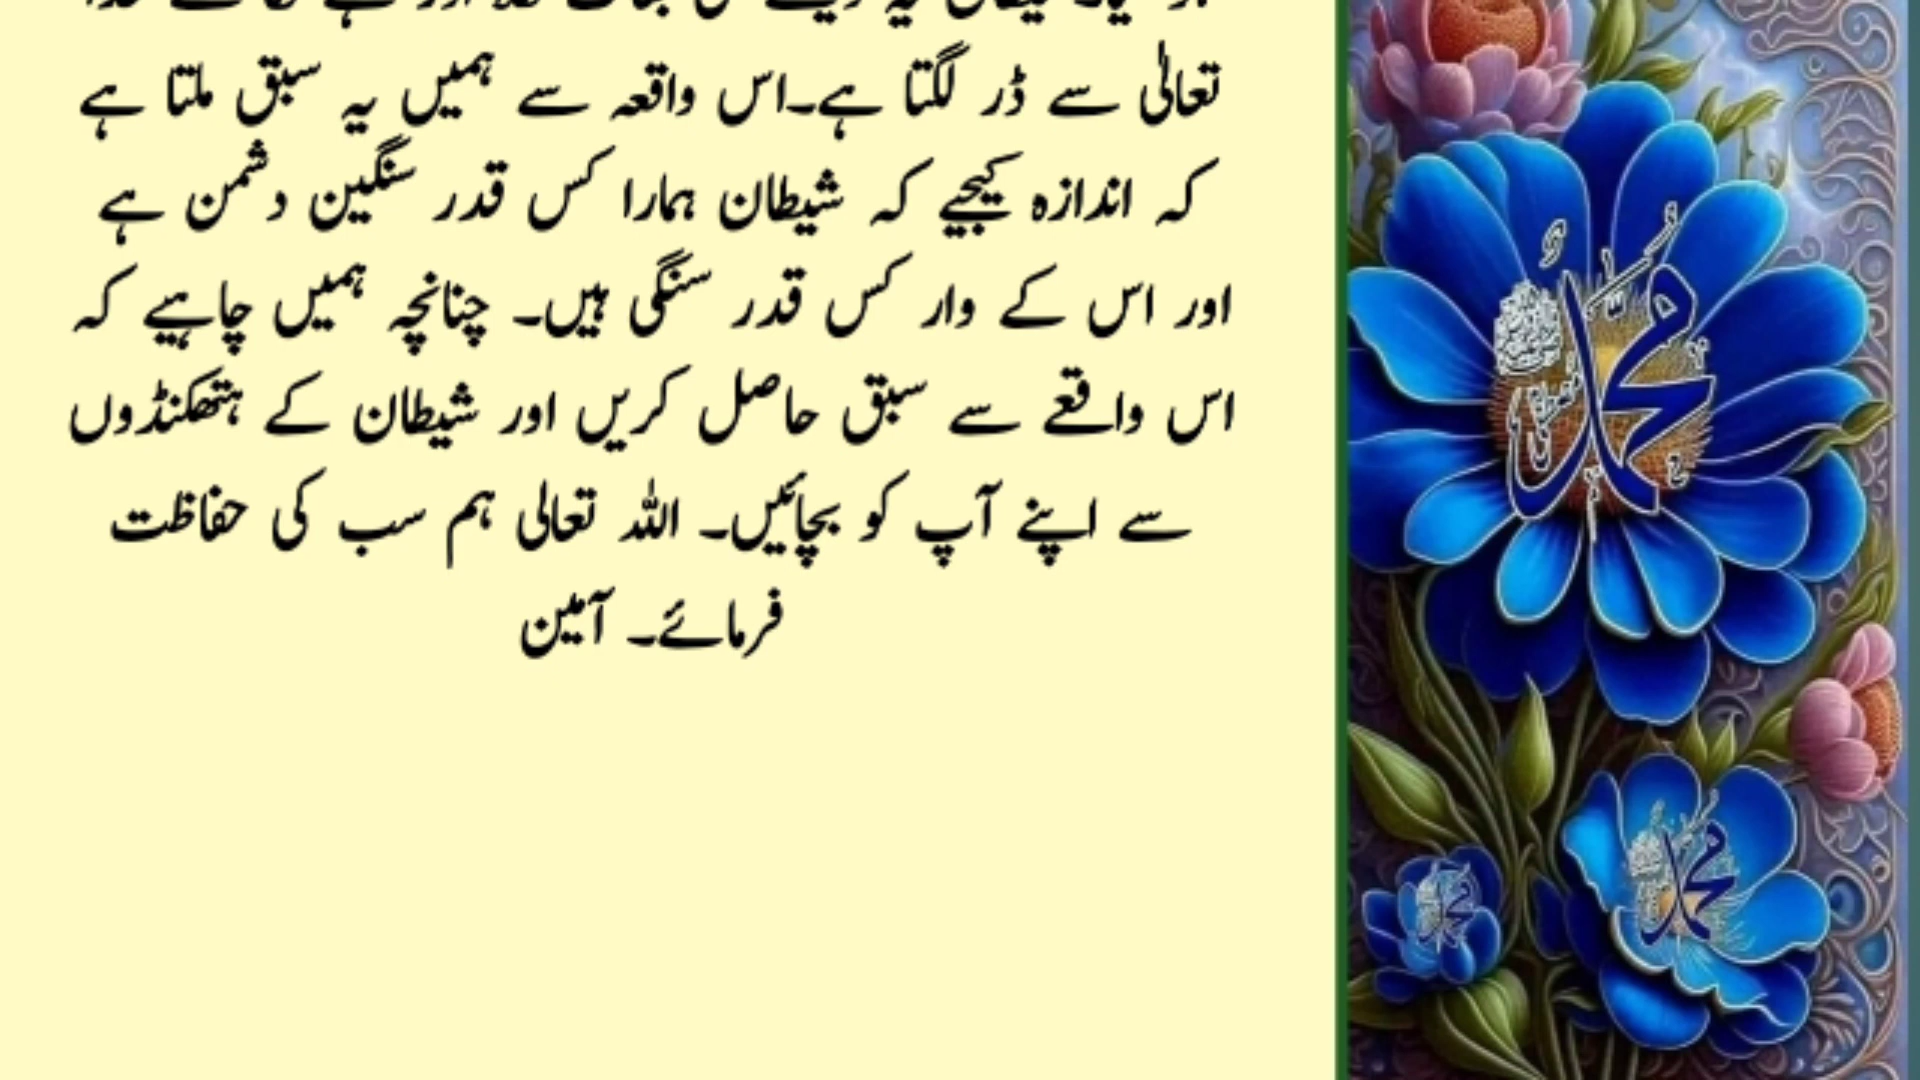 تعالیٰ سے ڈر لگتا ہے۔اس واقعہ سے ہمیں یہ سبق ملتا ہے
کہ اندازہ کیجیے کہ شیطان ہمارا کس قدر سنگین دشمن ہے
اور اس کے وار کس قدر سنگی ہیں۔ چنانچہ ہمیں چاہیے کہ
اس واقعے سے سبق حاصل کریں اور شیطان کے ہتھکنڈوں
سے اپنے آپ کو بچائیں۔ اللہ تعالی ہم سب کی حفاظت
فرمائے۔ آمین
محمد
محمد
محمد